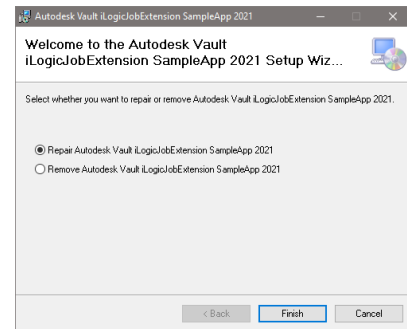 Autodesk Vault iLogicJobExtension SampleApp 2021
Welcome to the Autodesk Vault
iLogicJobExtension SampleApp 2021 Setup Wiz...
Select whether you want to repair or remove Autodesk Vault iLogicJobExtension SampleApp 2021.
Repair Autodesk Vault iLogicJobExtension SampleApp 2021
Remove Autodesk Vault iLogicJobExtension SampleApp 2021
< Back Finish Cancel